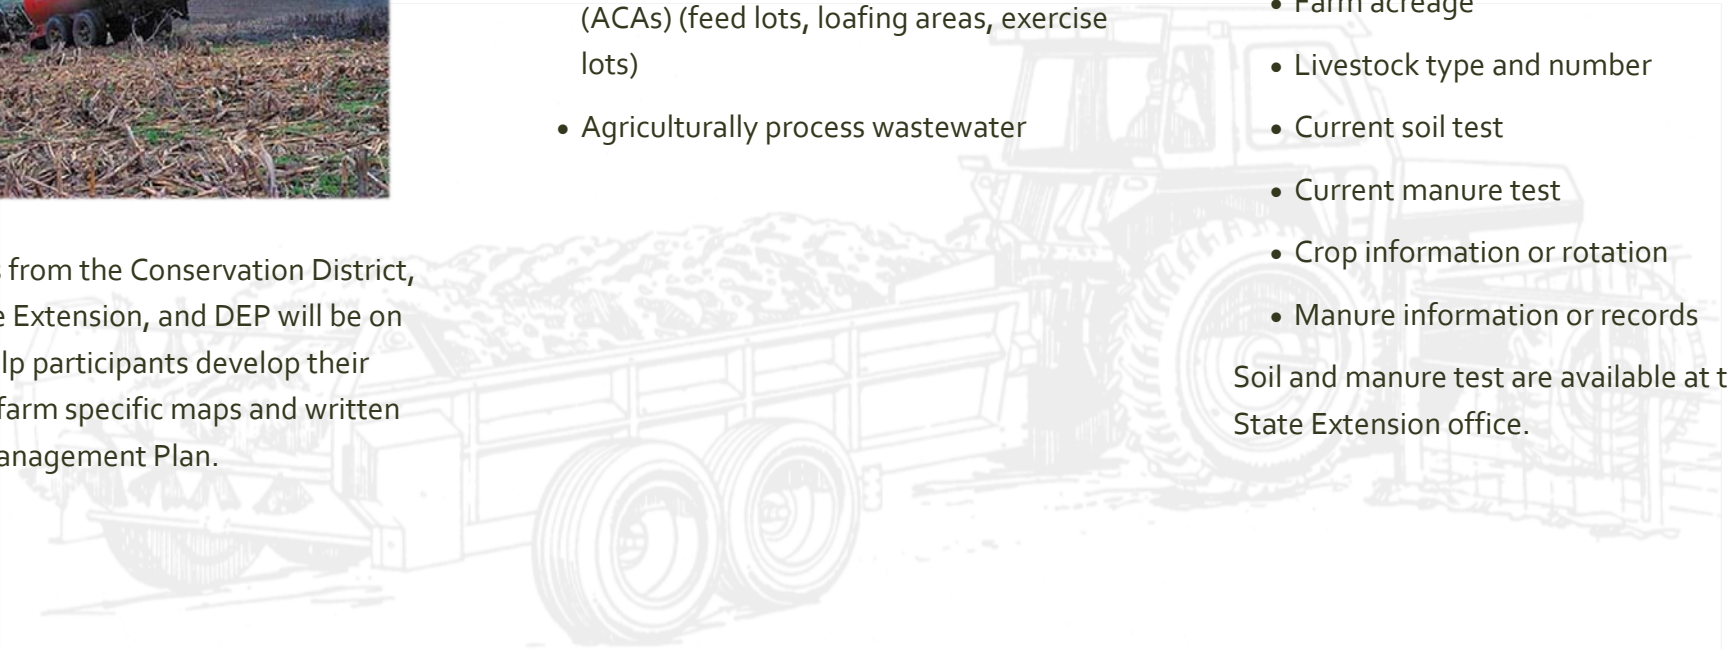 from the Conservation District,
Extension, and DEP will be on
participants develop their
farm specific maps and written
Plan.
(ACAs) (feed lots, loafing areas, exercise
lots)
• Agriculturally process wastewater
• Farm acreage
• Livestock type and number
• Current soil test
• Current manure test
• Crop information or rotation
• Manure information or records
Soil and manure test are available at
State Extension office.